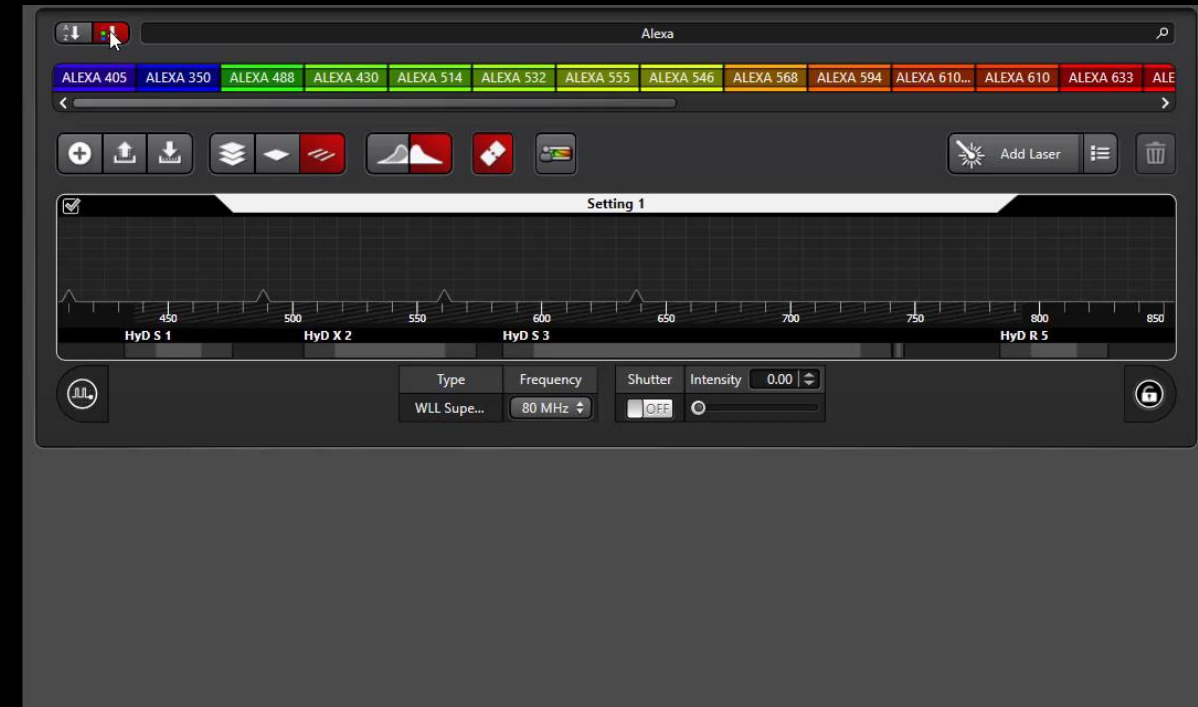 A Z
Alexa
ALEXA 405 ALEXA 350 ALEXA 488 ALEXA 430 ALEXA 514 ALEXA 532 ALEXA 555 ALEXA 546 ALEXA 568 ALEXA 594 ALEXA 610... ALEXA 610 ALEXA 633 ALE
Add Laser
Setting 1
450 500 550 600 650 700 750 800 850
HyD S 1 HyD X 2 HyD S 3 HyD R 5
Type Frequency Shutter Intensity 0.00
WLL Supe... 80 MHz OFF